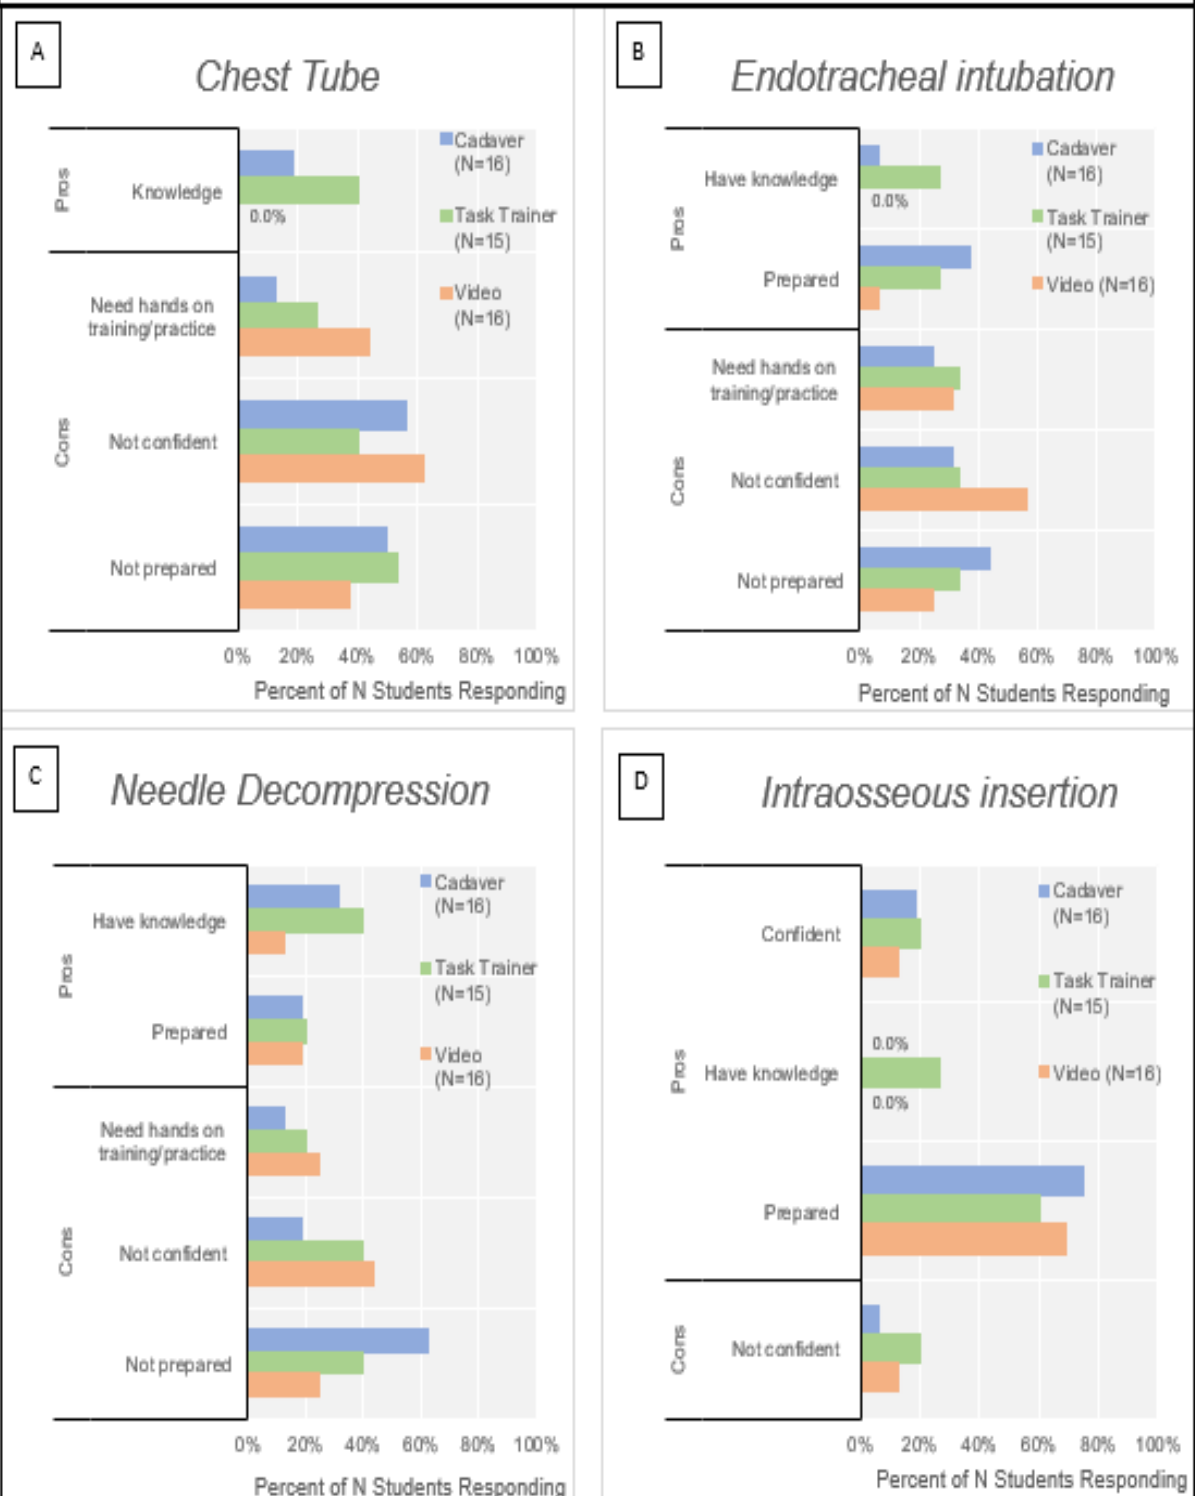 A
Chest Tube
Pros
Knowledge
0.0%
Cadaver
(N=16)
Task Trainer
(N=15)
Video
(N=16)
Cons
Need hands on
training/practice
Not confident
Not prepared
0% 20% 40% 60% 80% 100%
Percent of N Students Responding
B
Endotracheal intubation
Pros
Have knowledge
0.0%
Prepared
Cadaver
(N=16)
Task Trainer
(N=15)
Video (N=16)
Cons
Need hands on
training/practice
Not confident
Not prepared
0% 20% 40% 60% 80% 100%
Percent of N Students Responding
C
Needle Decompression
Pros
Have knowledge
Prepared
Cadaver
(N=16)
Task Trainer
(N=15)
Video
(N=16)
Cons
Need hands on
training/practice
Not confident
Not prepared
0% 20% 40% 60% 80% 100%
Percent of N Students Responding
D
Intraosseous insertion
Pros
Confident
0.0%
Have knowledge
0.0%
Prepared
Cadaver
(N=16)
Task Trainer
(N=15)
Video (N=16)
Cons
Not confident
0% 20% 40% 60% 80% 100%
Percent of N Students Responding